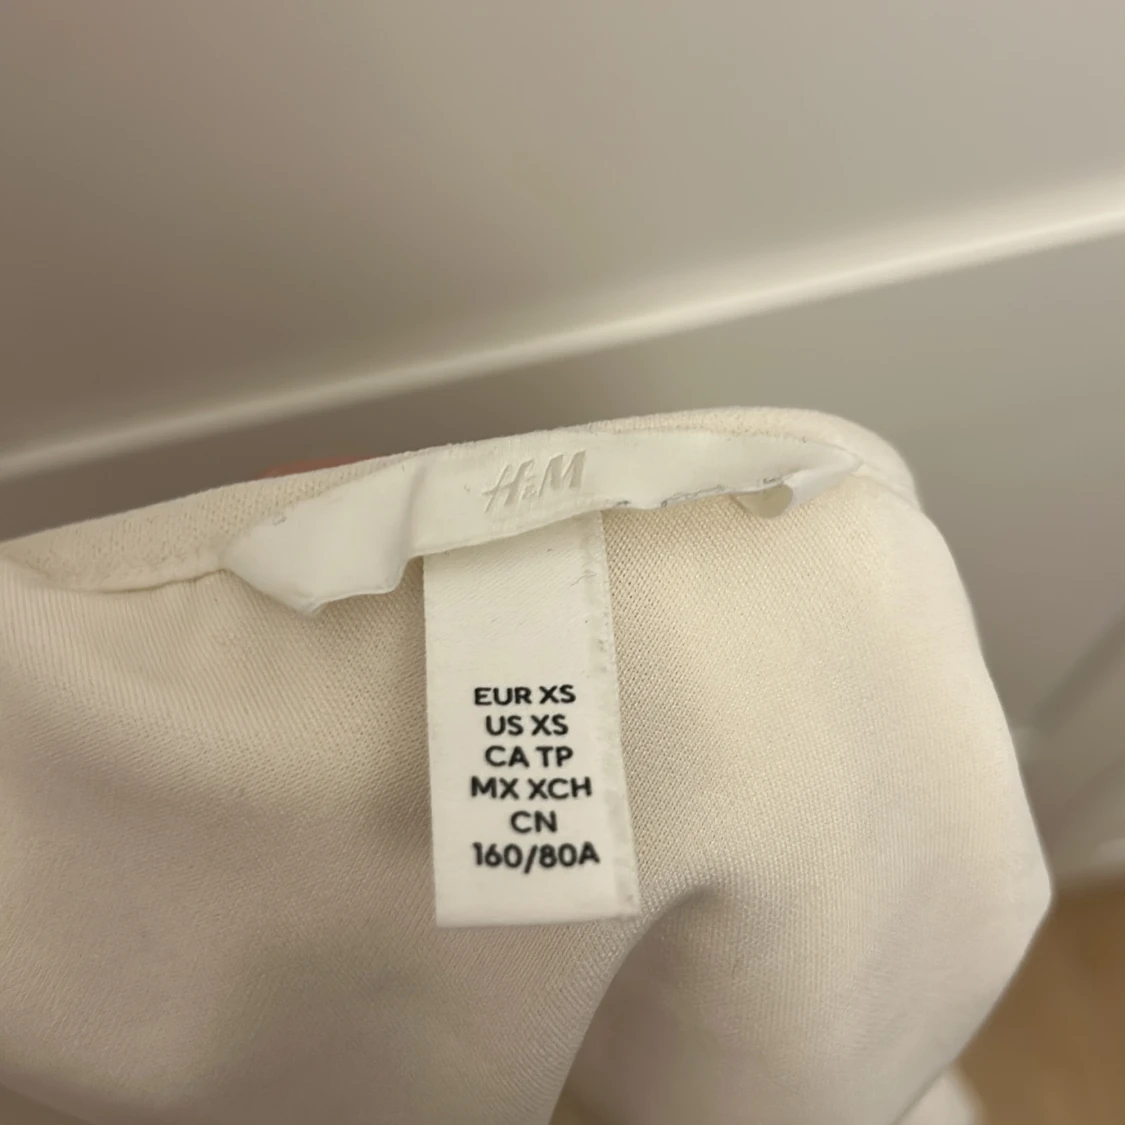 H&M
EUR XS
US XS
CA TP
MX XCH
CN
160/80A